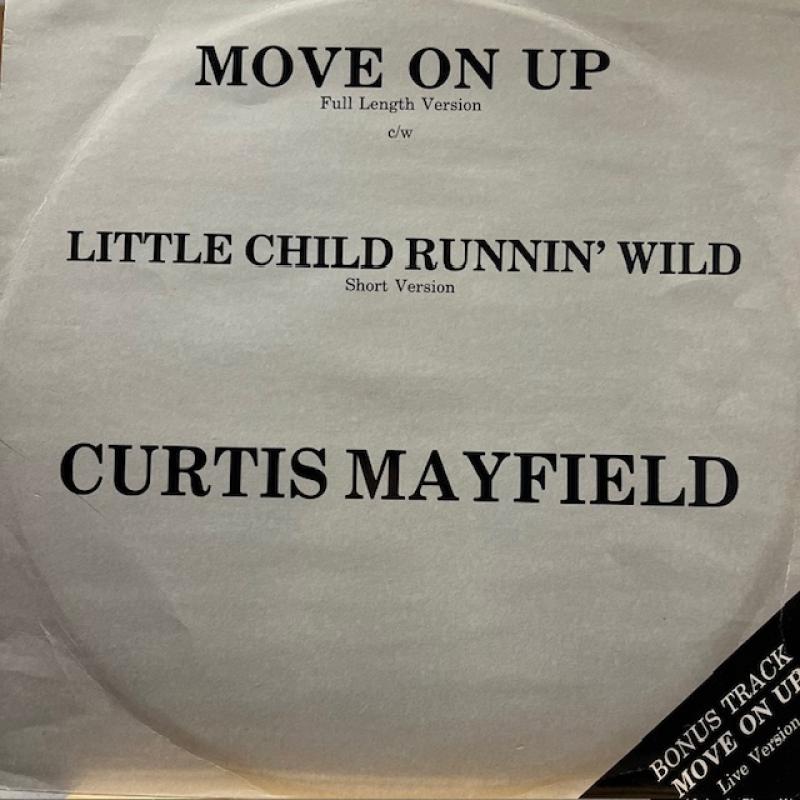 MOVE ON UP
Full Length Version
c/w
LITTLE CHILD RUNNIN' WILD
Short Version
CURTIS MAYFIELD
BONUS TRACK
MOVE ON UP
Live Version